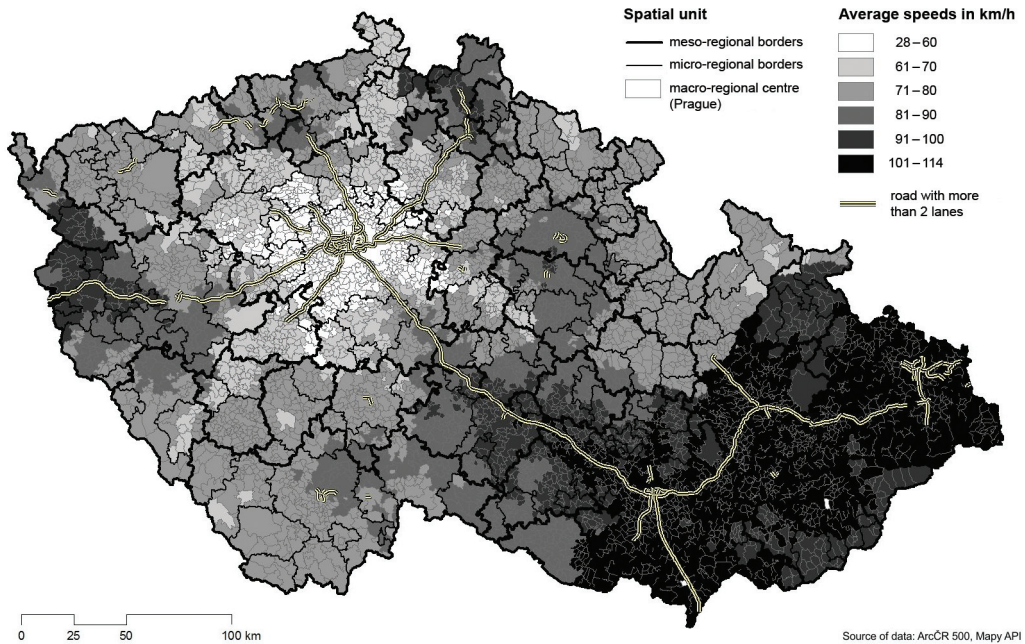 Spatial unit
meso-regional borders
micro-regional borders
macro-regional centre
(Prague)
Average speeds in km/h
28 – 60
61 – 70
71 – 80
81 – 90
91 – 100
101 – 114
road with more
than 2 lanes
0 25 50 100 km
Source of data: ArcČR 500, Mapy API